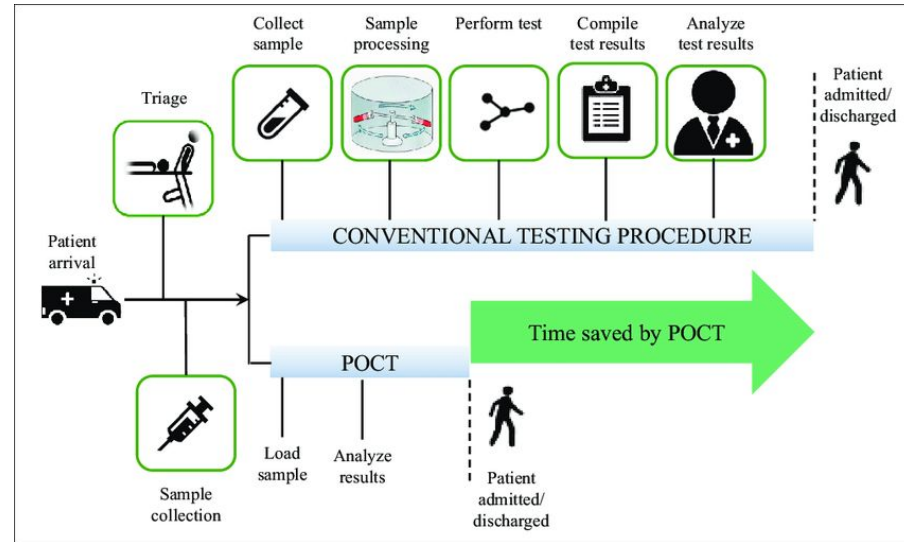 Collect
sample
Sample
processing
Perform test
Compile
test results
Analyze
test results
Patient
admitted/
discharged
Triage
CONVENTIONAL TESTING PROCEDURE
Patient
arrival
Time saved by POCT
POCT
Load
sample
Analyze
results
Patient
admitted/
discharged
Sample
collection